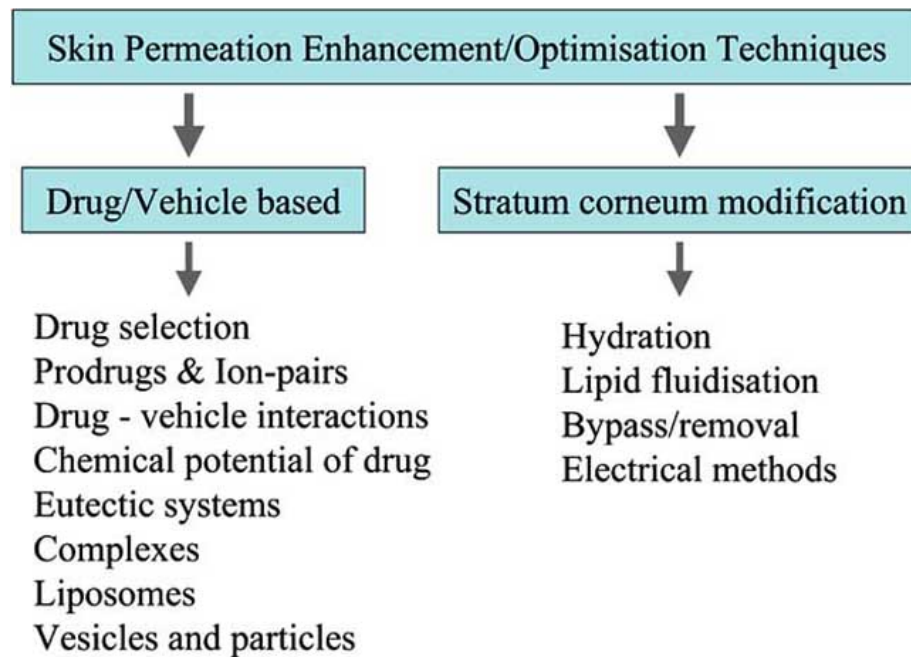 Skin Permeation Enhancement/Optimisation Techniques
Drug/Vehicle based
Stratum corneum modification
Drug selection
Prodrugs & Ion-pairs
Drug - vehicle interactions
Chemical potential of drug
Eutectic systems
Complexes
Liposomes
Vesicles and particles
Hydration
Lipid fluidisation
Bypass/removal
Electrical methods